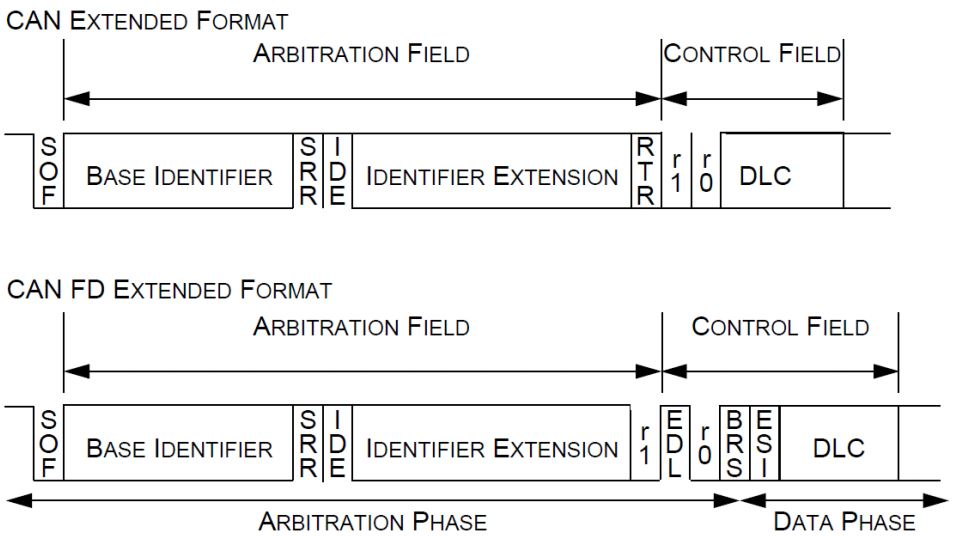 CAN EXTENDED FORMAT
ARBITRATION FIELD CONTROL FIELD
SOF BASE IDENTIFIER SRR IDE IDENTIFIER EXTENSION RTR r1 r0 DLC
CAN FD EXTENDED FORMAT
ARBITRATION FIELD CONTROL FIELD
SOF BASE IDENTIFIER SRR IDE IDENTIFIER EXTENSION r1 EDL r0 BRS ESI DLC
ARBITRATION PHASE DATA PHASE